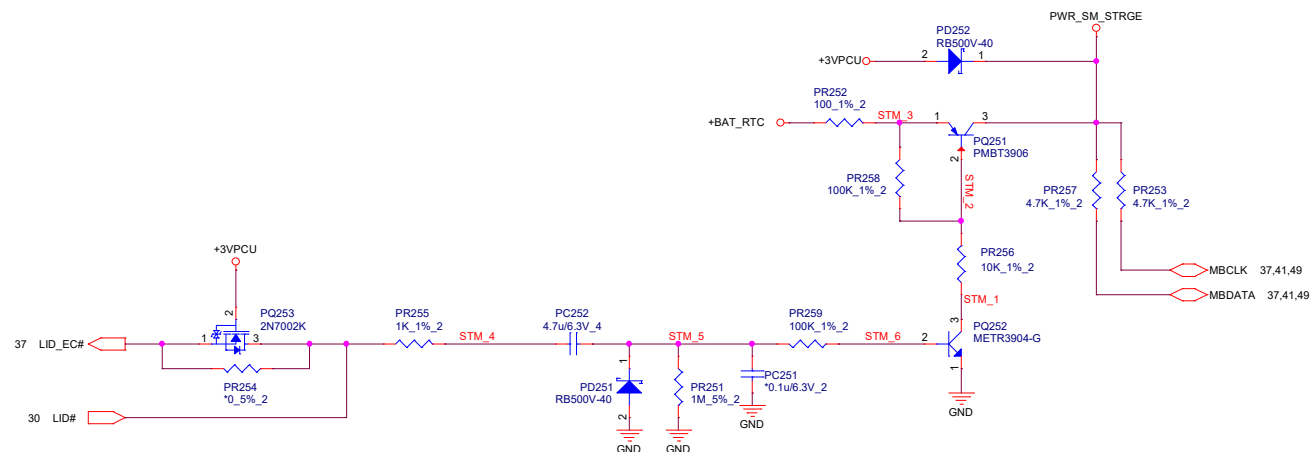 PWR_SM_STRGE
PD252
RB500V-40
+3VPCU
2
1
PR252
100_1%_2
+BAT_RTC
STM_3
1
3
PQ251
PMBT3906
2
STM_2
PR258
100K_1%_2
PR257
4.7K_1%_2
PR253
4.7K_1%_2
PR256
10K_1%_2
MBCLK 37,41,49
MBDATA 37,41,49
STM_1
+3VPCU
2
PQ253
2N7002K
1
3
37 LID_EC#
PR254
*0_5%_2
30 LID#
PR255
1K_1%_2
STM_4
PC252
4.7u/6.3V_4
STM_5
1
PD251
RB500V-40
2
GND
PR251
1M_5%_2
GND
PC251
*0.1u/6.3V_2
GND
PR259
100K_1%_2
STM_6
2
3
PQ252
METR3904-G
1
GND